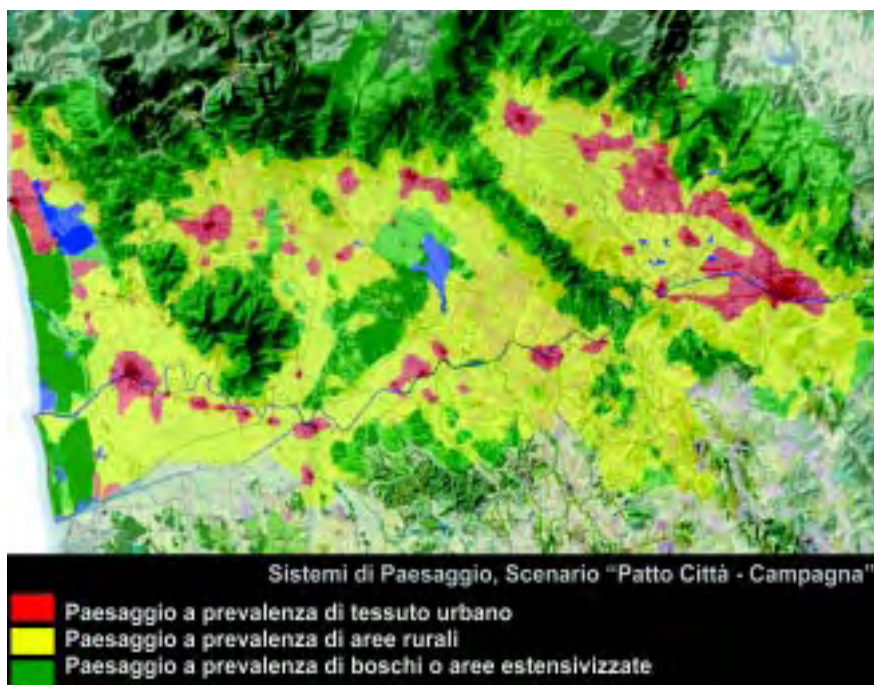 Sistemi di Paesaggio, Scenario "Patto Città - Campagna"
Paesaggio a prevalenza di tessuto urbano
Paesaggio a prevalenza di aree rurali
Paesaggio a prevalenza di boschi o aree estensivizzate